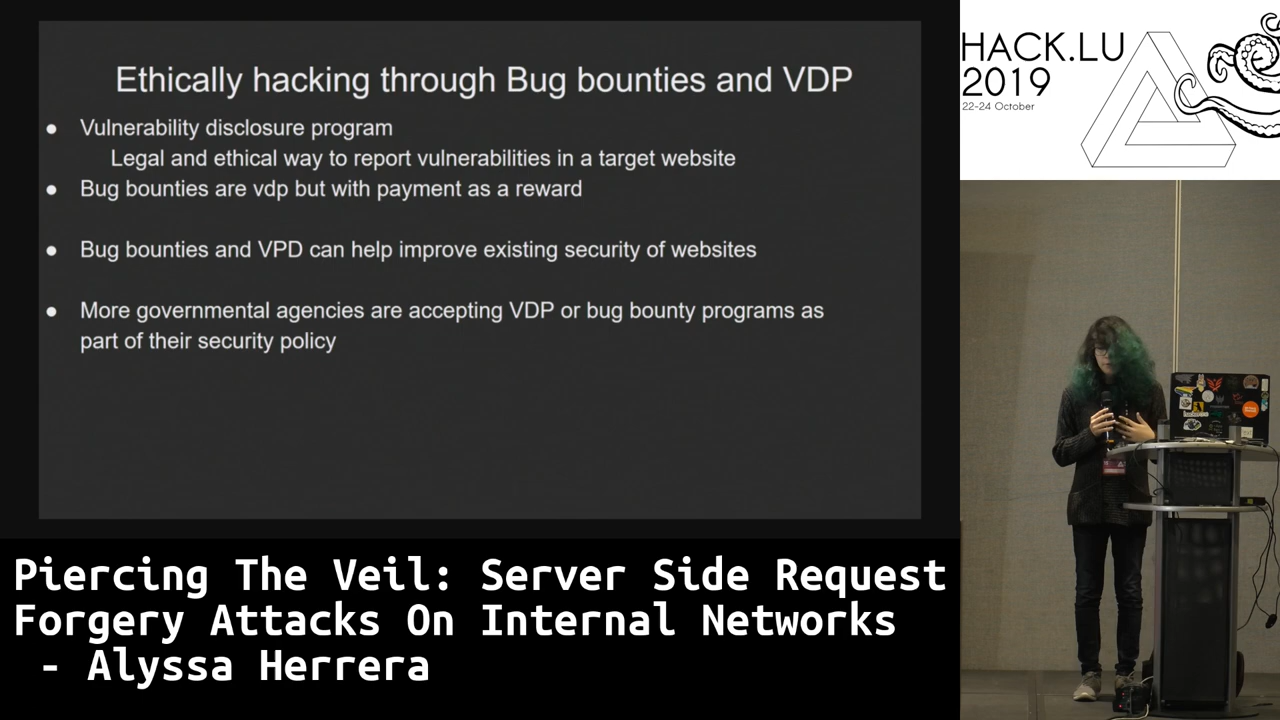 Ethically hacking through Bug bounties and VDP
● Vulnerability disclosure program
Legal and ethical way to report vulnerabilities in a target website
● Bug bounties are vdp but with payment as a reward
● Bug bounties and VPD can help improve existing security of websites
● More governmental agencies are accepting VDP or bug bounty programs as
part of their security policy
HACK.LU
2019
22-24 October
Piercing The Veil: Server Side Request
Forgery Attacks On Internal Networks
- Alyssa Herrera